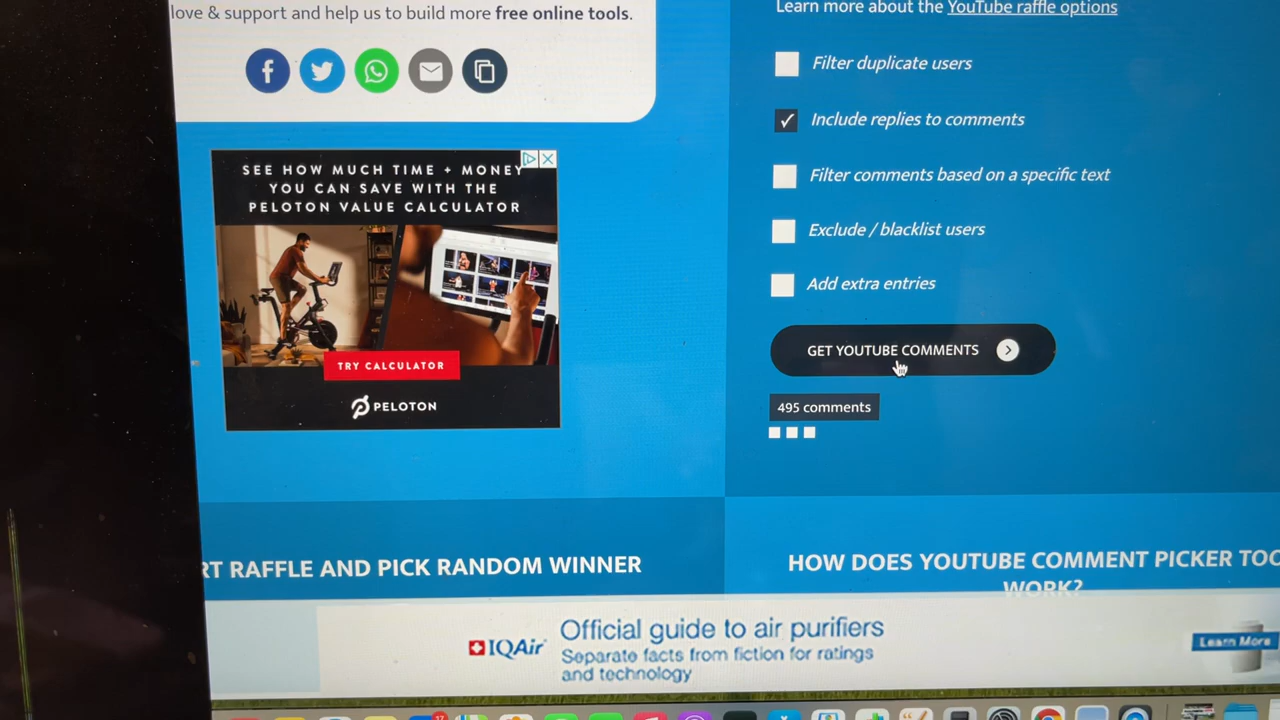 love & support and help us to build more free online tools.
SEE HOW MUCH TIME + MONEY
YOU CAN SAVE WITH THE
PELOTON VALUE CALCULATOR
TRY CALCULATOR
PELOTON
Learn more about the YouTube raffle options
Filter duplicate users
Include replies to comments
Filter comments based on a specific text
Exclude / blacklist users
Add extra entries
GET YOUTUBE COMMENTS
495 comments
RT RAFFLE AND PICK RANDOM WINNER
HOW DOES YOUTUBE COMMENT PICKER TOO
WORK?
IQAir
Official guide to air purifiers
Separate facts from fiction for ratings
and technology
Learn More
17